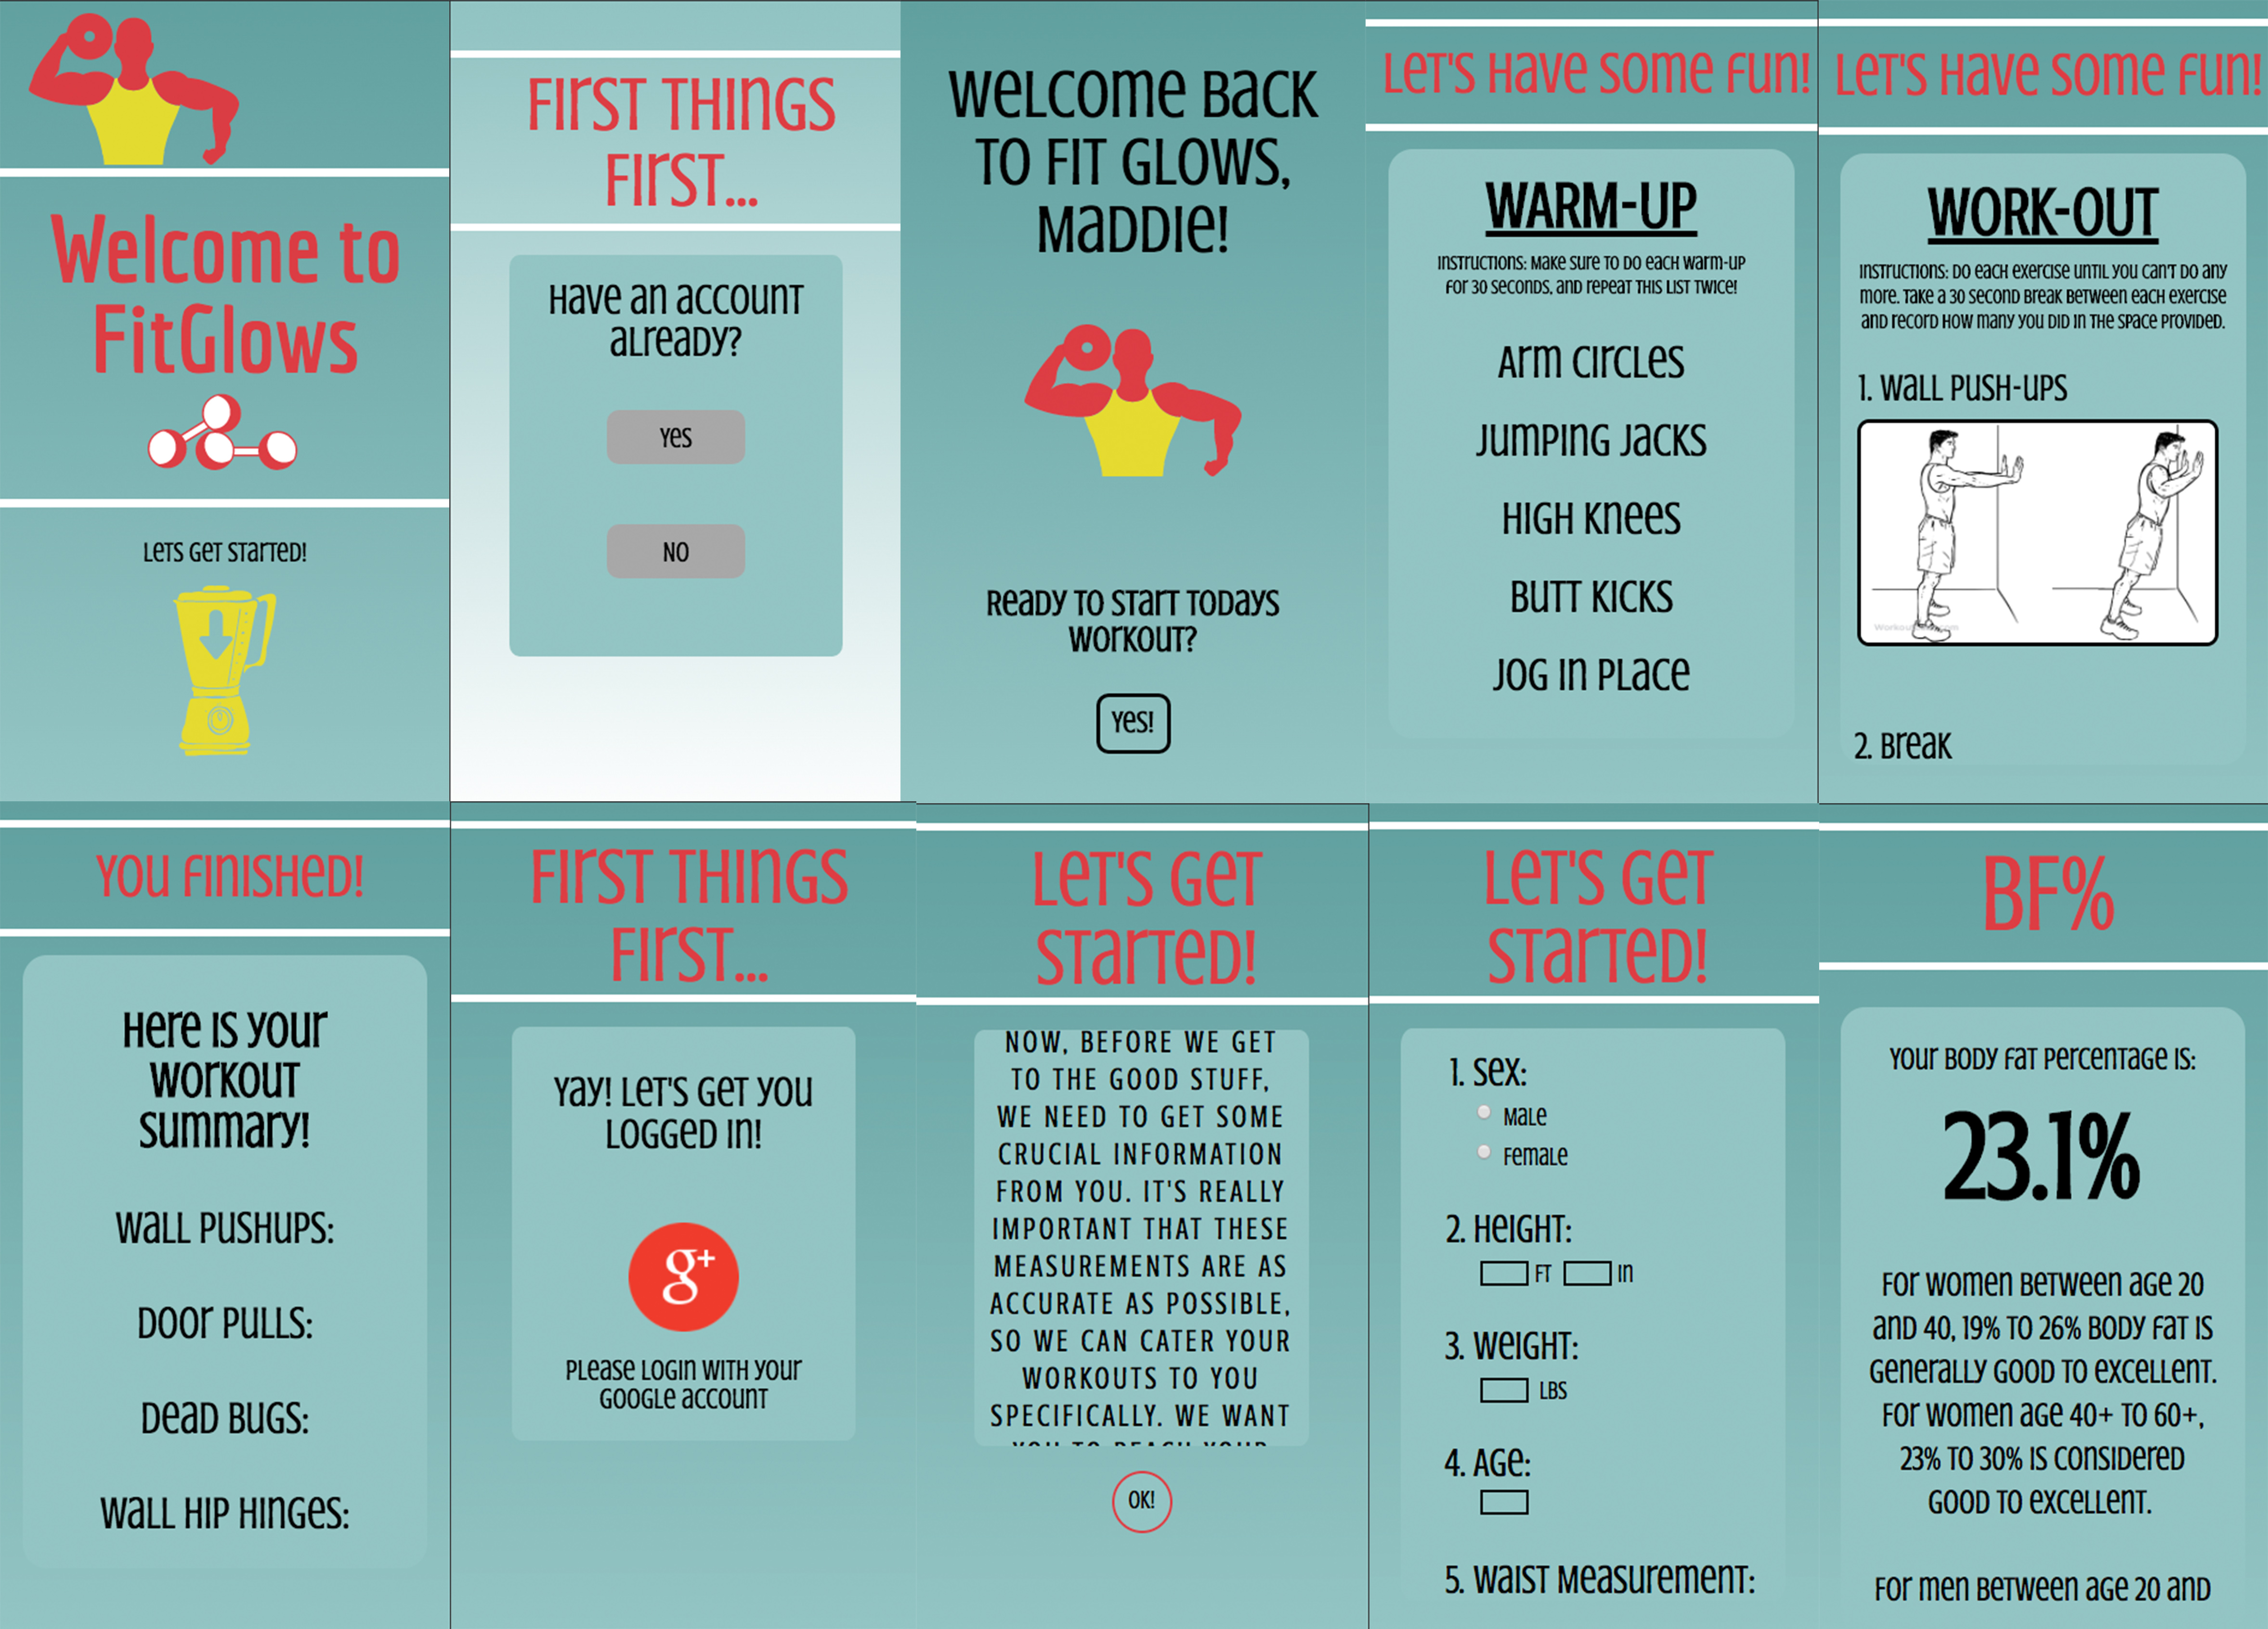 Welcome to
FitGlows
Lets get started!
First Things
First...
Have an account
already?
Yes
NO
Welcome Back
to Fit Glows,
Maddie!
Ready to start todays
workout?
Yes!
Let's Have some fun!
WARM-UP
Instructions: Make sure to do each warm-up
for 30 seconds, and repeat this list twice!
Arm Circles
Jumping Jacks
High Knees
Butt Kicks
Jog in Place
Let's Have some fun!
WORK-OUT
Instructions: Do each exercise until you can't do any
more. Take a 30 second break between each exercise
and record how many you did in the space provided.
1. Wall Push-ups
2. Break
You finished!
Here is your
workout
summary!
Wall Pushups:
Door Pulls:
Dead Bugs:
Wall Hip Hinges:
First Things
First...
Yay! Let's get you
logged in!
g+
Please login with your
Google account
Let's Get
Started!
NOW, BEFORE WE GET
TO THE GOOD STUFF,
WE NEED TO GET SOME
CRUCIAL INFORMATION
FROM YOU. IT'S REALLY
IMPORTANT THAT THESE
MEASUREMENTS ARE AS
ACCURATE AS POSSIBLE,
SO WE CAN CATER YOUR
WORKOUTS TO YOU
SPECIFICALLY. WE WANT
YOU TO REACH YOUR
OK!
Let's Get
Started!
1. Sex:
Male
Female
2. Height:
FT
in
3. Weight:
LBS
4. Age:
5. Waist Measurement:
BF%
Your body fat percentage is:
23.1%
For women between age 20
and 40, 19% to 26% body fat is
generally good to excellent.
For women age 40+ to 60+,
23% to 30% is considered
good to excellent.
For men between age 20 and